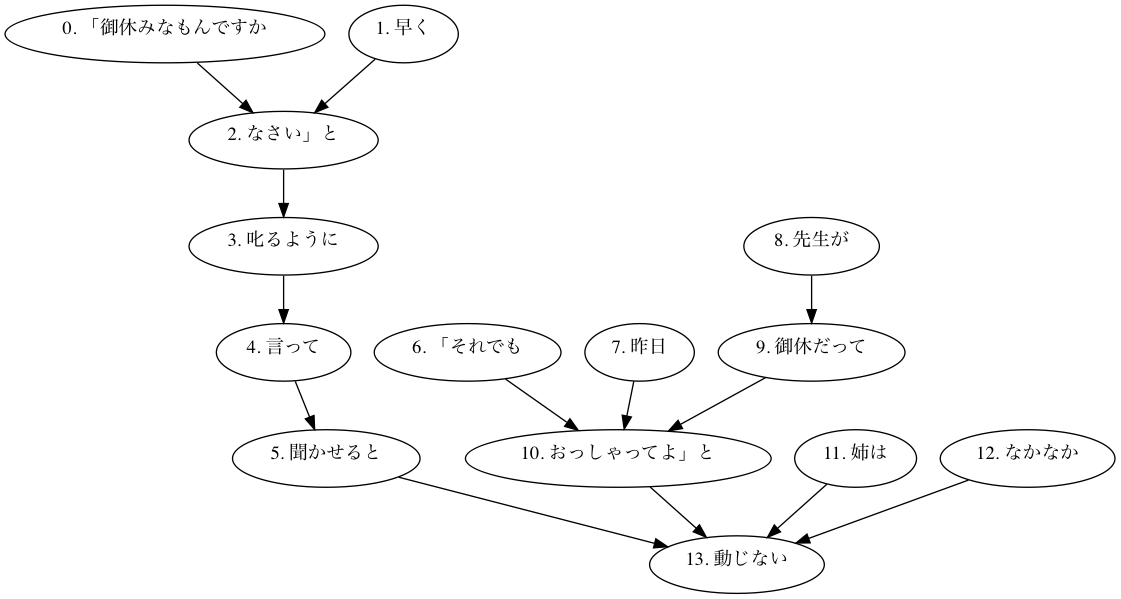 0. 「御休みなもんですか
1. 早く
2. なさい」と
3. 叱るように
8. 先生が
4. 言って
6. 「それでも
7. 昨日
9. 御休だって
5. 聞かせると
10. おっしゃってよ」と
11. 姉は
12. なかなか
13. 動じない